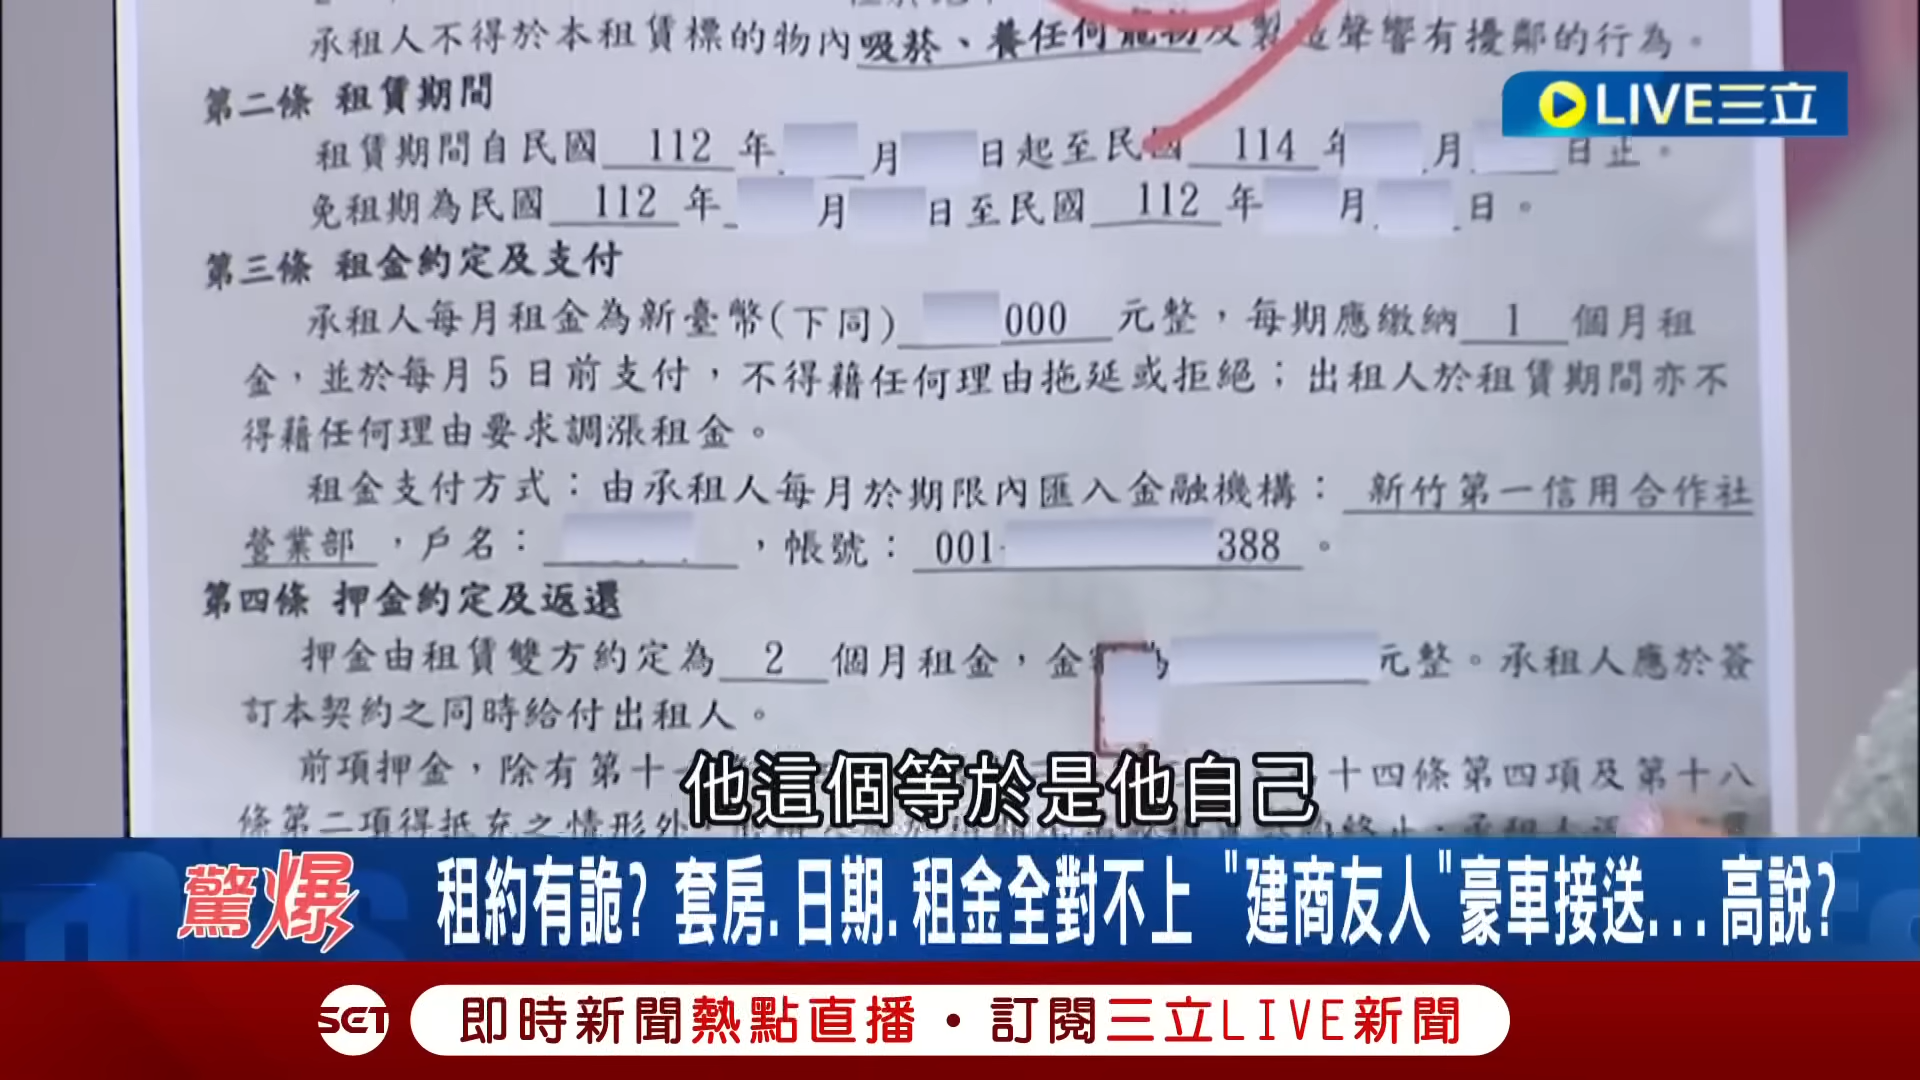 承租人不得於本租賃標的物內吸菸、養任何寵物及製造聲響有擾鄰的行為。
LIVE三立
第二條 租賃期間
租賃期間自民國 112 年 月 日起至民國 114 年 月 日止。
免租期為民國 112 年 月 日至民國 112 年 月 日。
第三條 租金約定及支付
承租人每月租金為新臺幣(下同) 000 元整,每期應繳納 1 個月租
金,並於每月5日前支付,不得藉任何理由拖延或拒絕;出租人於租賃期間亦不
得藉任何理由要求調漲租金。
租金支付方式:由承租人每月於期限內匯入金融機構: 新竹第一信用合作社
營業部 ,戶名: ,帳號: 001 388 。
第四條 押金約定及返還
押金由租賃雙方約定為 2 個月租金,金額為 元整。承租人應於簽
訂本契約之同時給付出租人。
前項押金,除有第十 十四條第四項及第十八
條第二項得抵充之情形外
他這個等於是他自己
驚爆
租約有詭? 套房.日期.租金全對不上 "建商友人"豪車接送...高說?
SET
即時新聞熱點直播・訂閱三立LIVE新聞